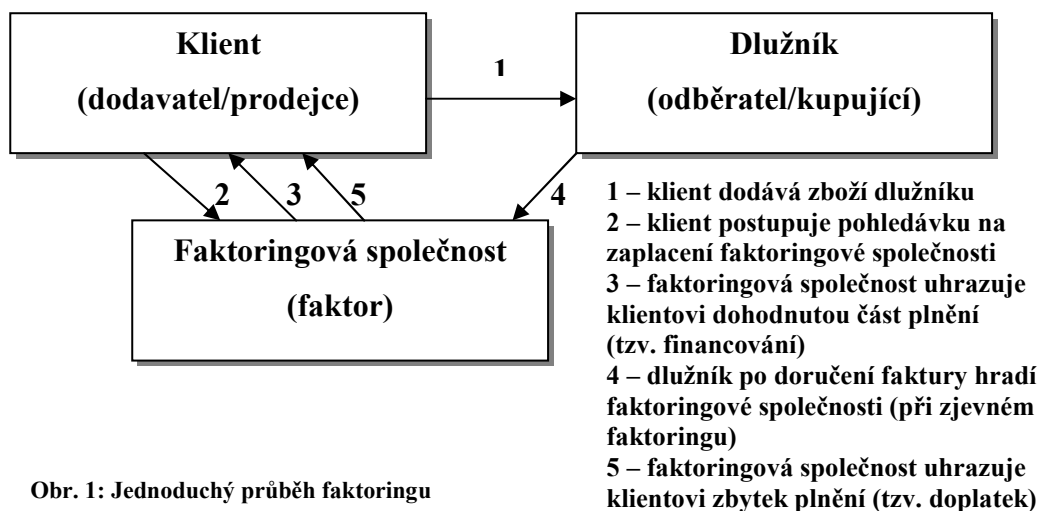 Klient
(dodavatel/prodejce)
1
Dlužník
(odběratel/kupující)
2
3
5
4
Faktoringová společnost
(faktor)
1 – klient dodává zboží dlužníku
2 – klient postupuje pohledávku na
zaplacení faktoringové společnosti
3 – faktoringová společnost uhrazuje
klientovi dohodnutou část plnění
(tzv. financování)
4 – dlužník po doručení faktury hradí
faktoringové společnosti (při zjevném
faktoringu)
5 – faktoringová společnost uhrazuje
klientovi zbytek plnění (tzv. doplatek)
Obr. 1: Jednoduchý průběh faktoringu